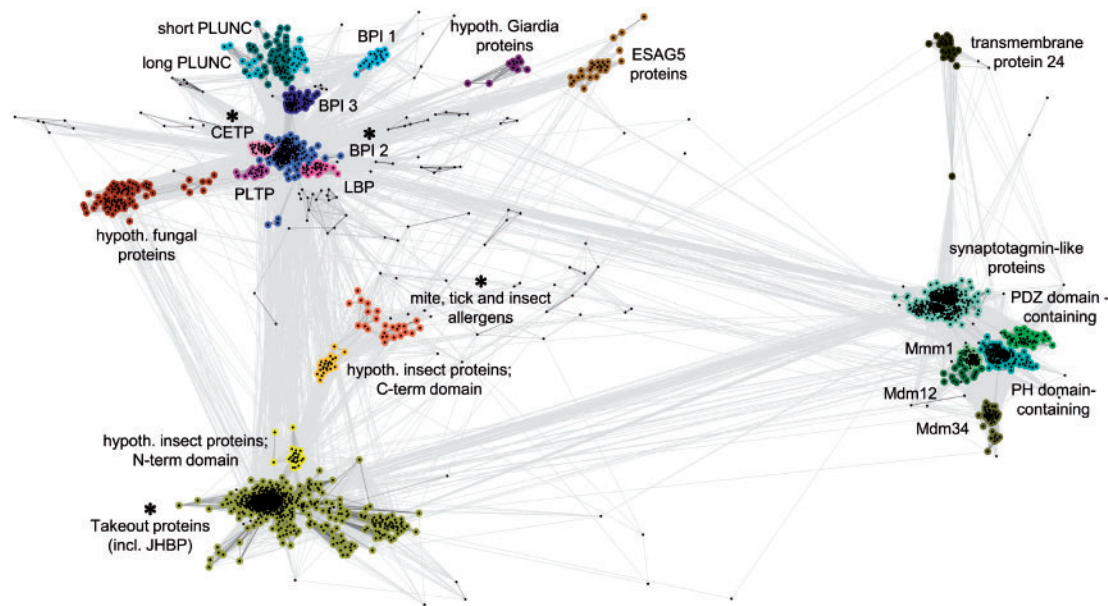 short PLUNC
BPI 1
hypoth. Giardia
proteins
long PLUNC
ESAG5
proteins
transmembrane
protein 24
BPI 3
*
CETP
*
BPI 2
PLTP
LBP
hypoth. fungal
proteins
synaptotagmin-like
proteins
*
mite, tick and insect
allergens
PDZ domain -
containing
Mmm1
hypoth. insect proteins;
C-term domain
Mdm12
PH domain-
containing
Mdm34
hypoth. insect proteins;
N-term domain
*
Takeout proteins
(incl. JHBP)